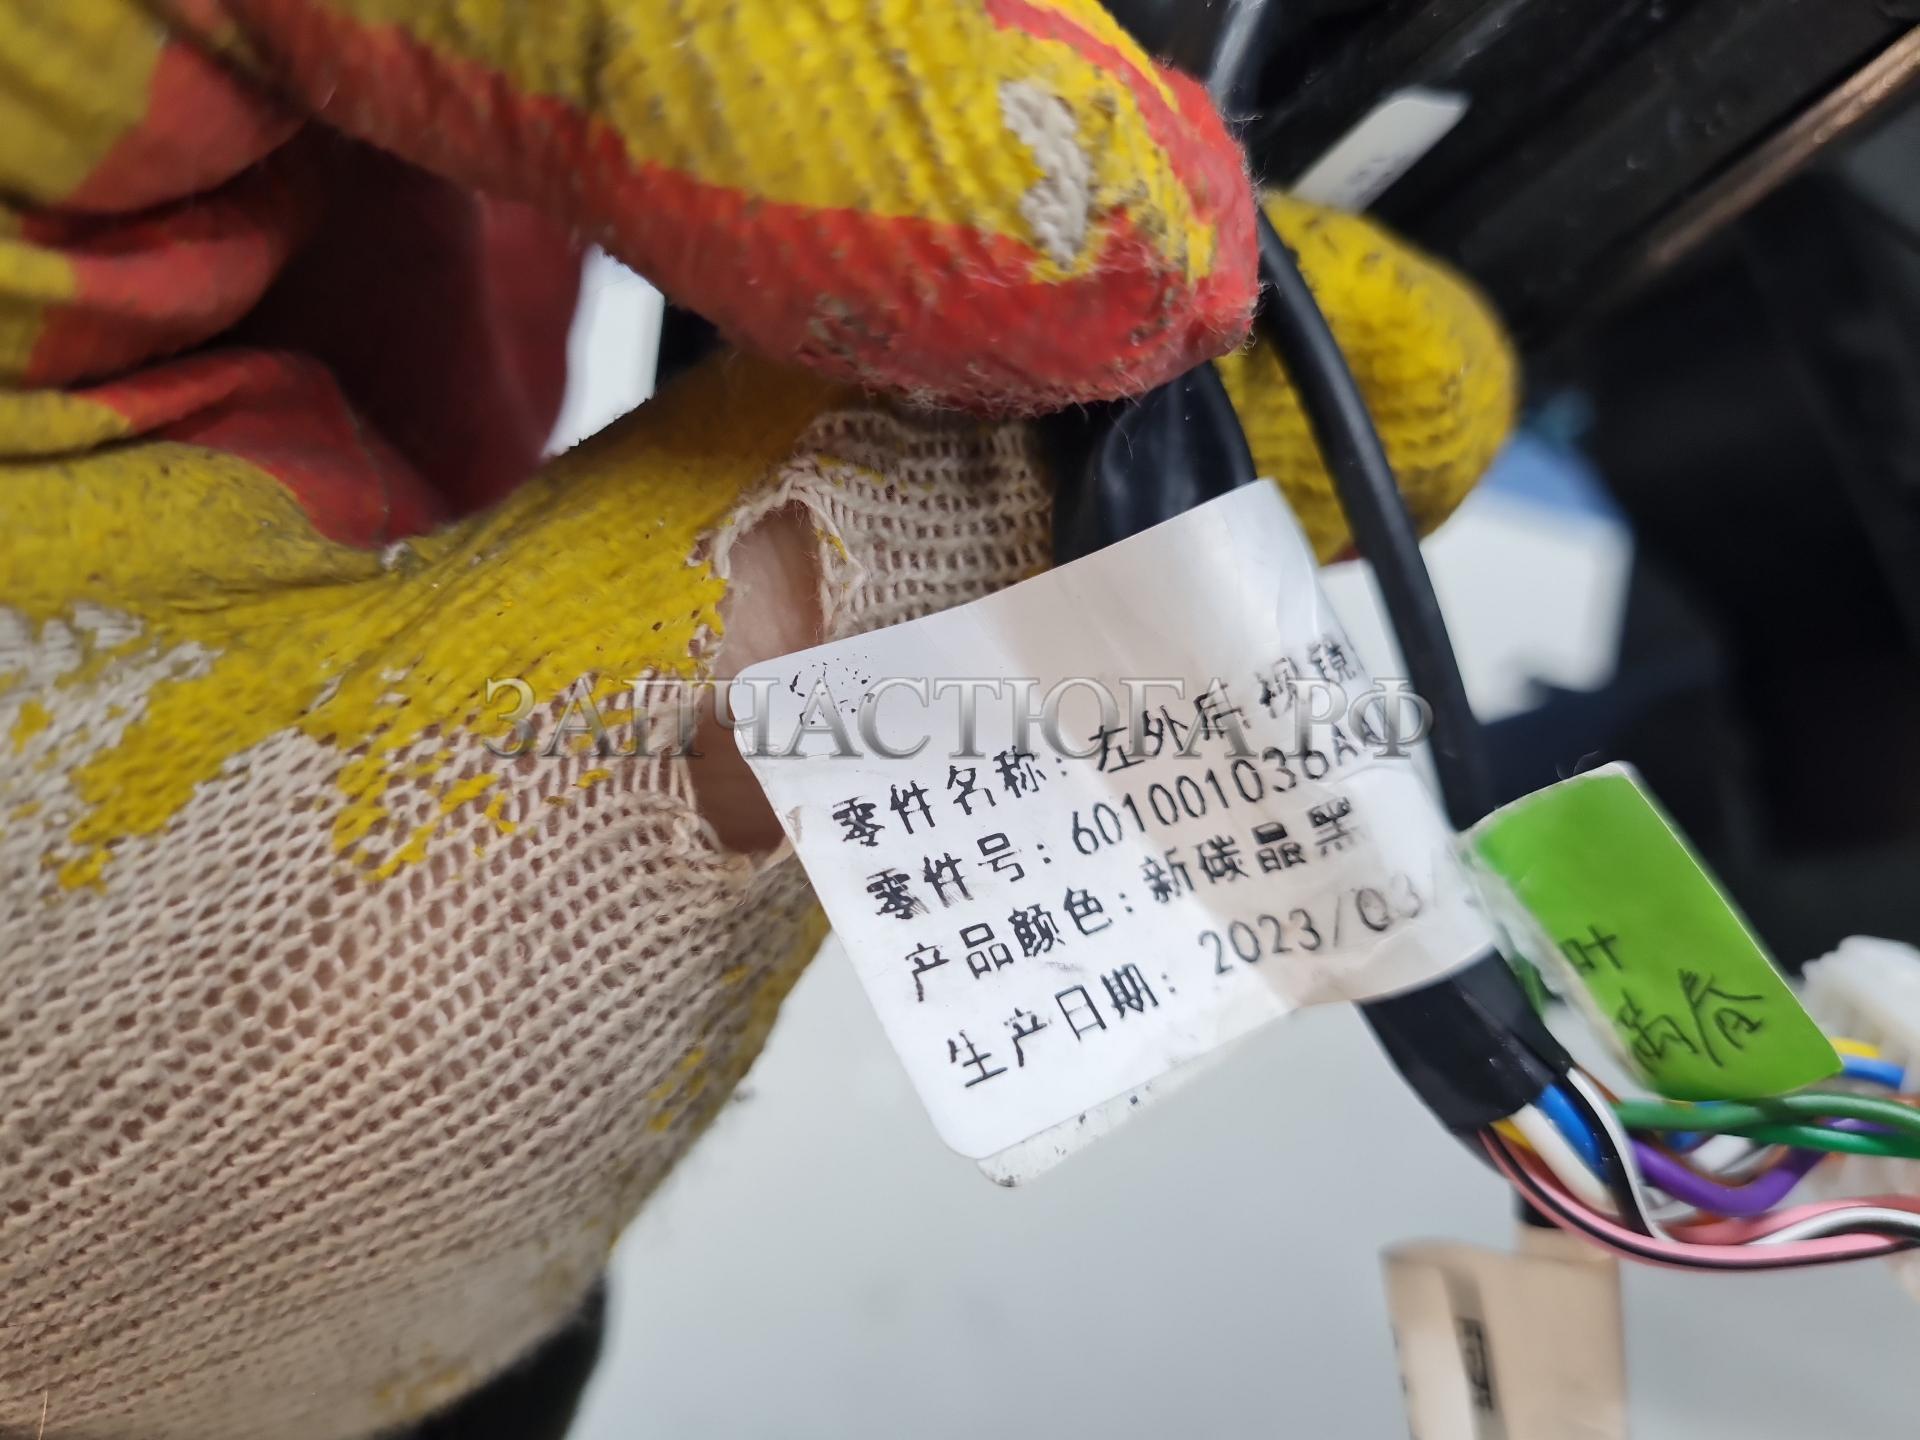 ЗАПЧАСТЮГА.РФ
零件名称: 左外后视镜
零件号: 601001036AA
产品颜色: 新碳晶黑
生产日期: 2023/03/
叶